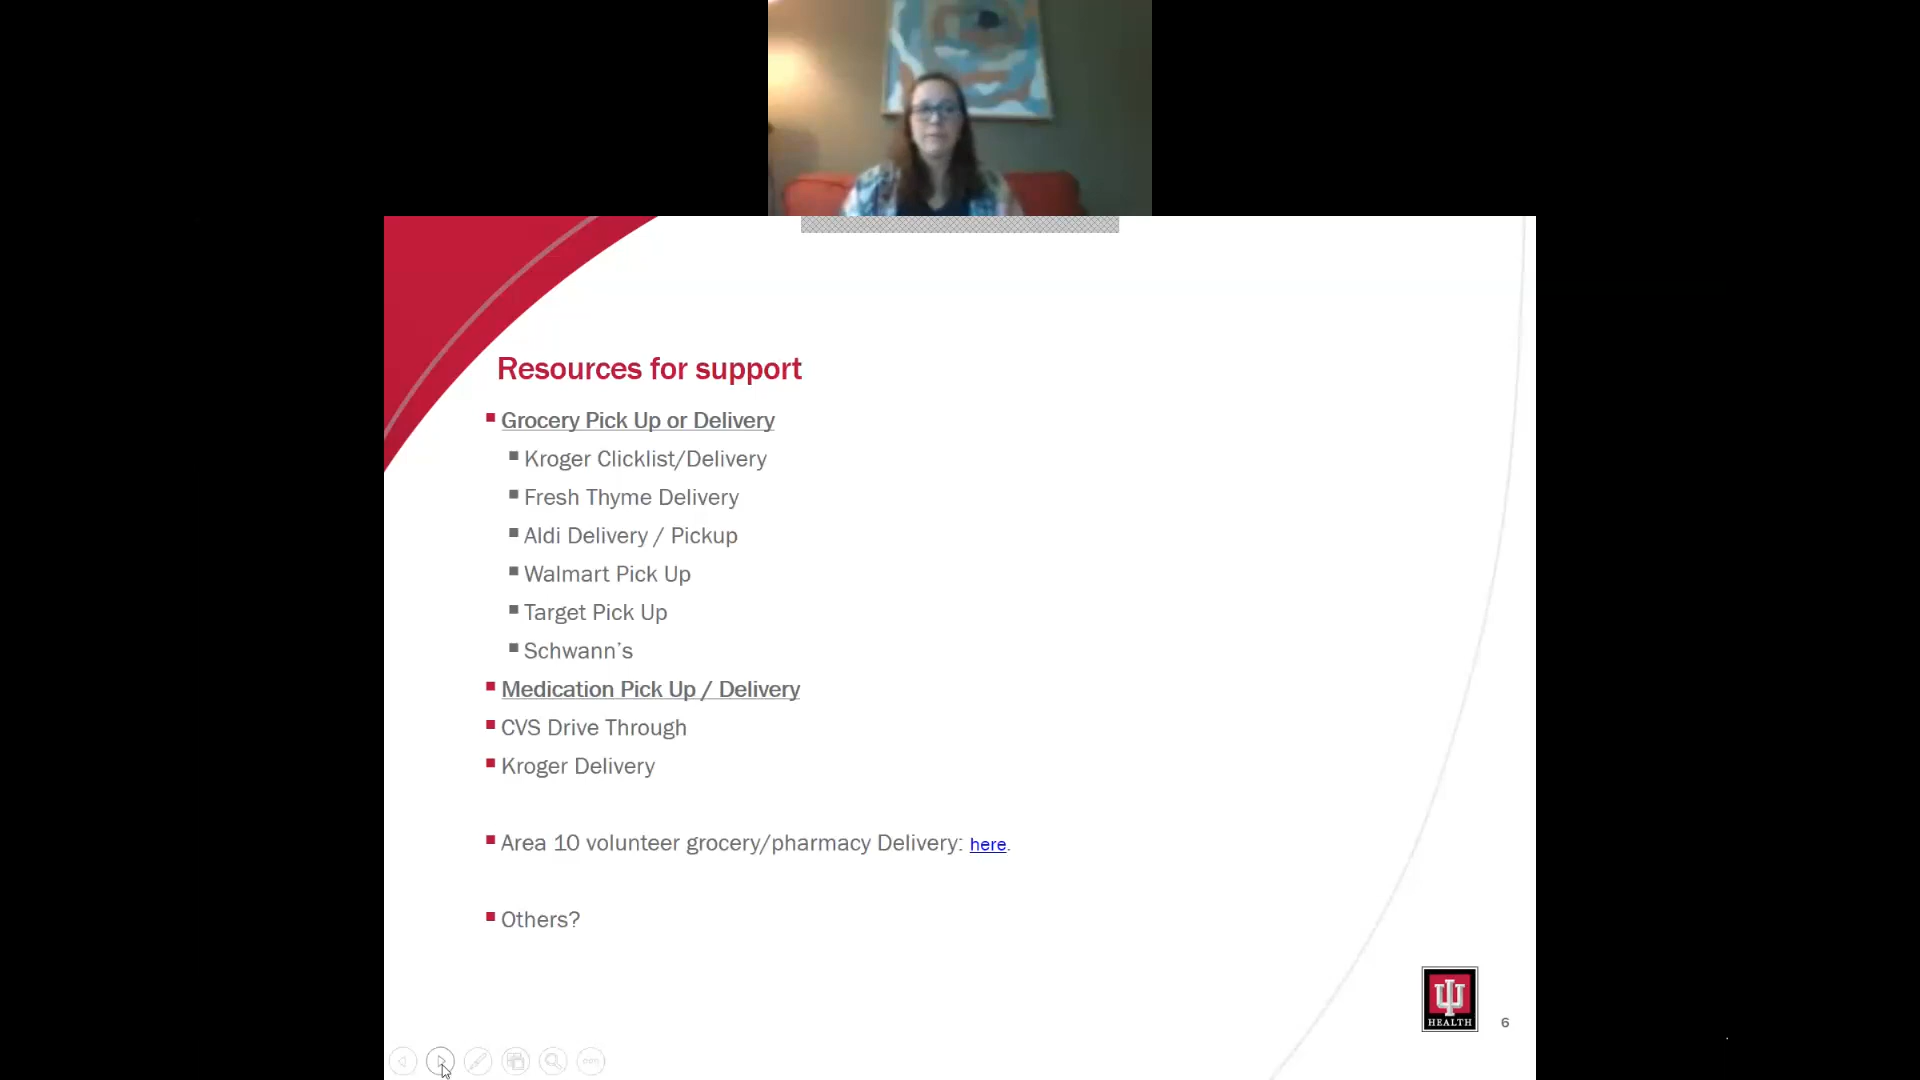 Resources for support
Grocery Pick Up or Delivery
Kroger Clicklist/Delivery
Fresh Thyme Delivery
Aldi Delivery / Pickup
Walmart Pick Up
Target Pick Up
Schwann's
Medication Pick Up / Delivery
CVS Drive Through
Kroger Delivery
Area 10 volunteer grocery/pharmacy Delivery: here.
Others?
HEALTH
6